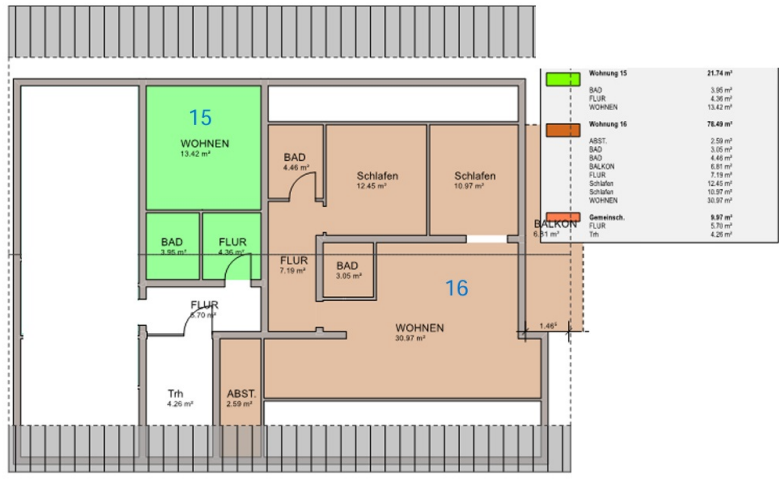 15
WOHNEN
13.42 m²
BAD
4.46 m²
Schlafen
12.45 m²
Schlafen
10.97 m²
BAD
3.95 m²
FLUR
4.36 m²
FLUR
7.19 m²
BAD
3.05 m²
16
BALKON
6.81 m²
FLUR
5.70 m²
WOHNEN
30.97 m²
1.46⁵
Trh
4.26 m²
ABST.
2.59 m²
Wohnung 15 21.74 m²
BAD 3.95 m²
FLUR 4.36 m²
WOHNEN 13.42 m²
Wohnung 16 78.49 m²
ABST. 2.59 m²
BAD 3.05 m²
BAD 4.46 m²
BALKON 6.81 m²
FLUR 7.19 m²
Schlafen 12.45 m²
Schlafen 10.97 m²
WOHNEN 30.97 m²
Gemeinsch. 9.97 m²
FLUR 5.70 m²
Trh 4.26 m²